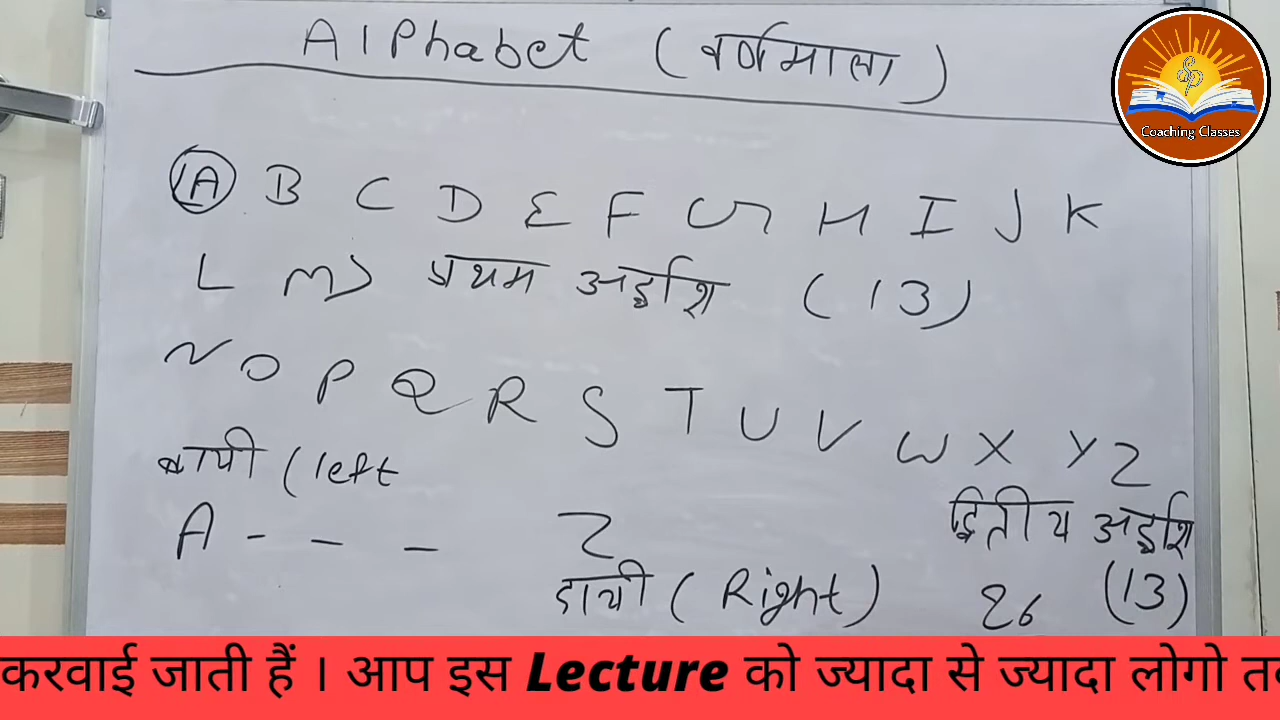 Alphabet (वर्णमाला)
Coaching Classes
A B C D E F G H I J K
L M प्रथम अर्द्धांश (13)
N O P Q R S T U V W X Y Z
बायी (left
A - - - Z
द्वितीय अर्द्धांश
दायी (Right)
26 (13)
करवाई जाती हैं । आप इस Lecture को ज्यादा से ज्यादा लोगो त